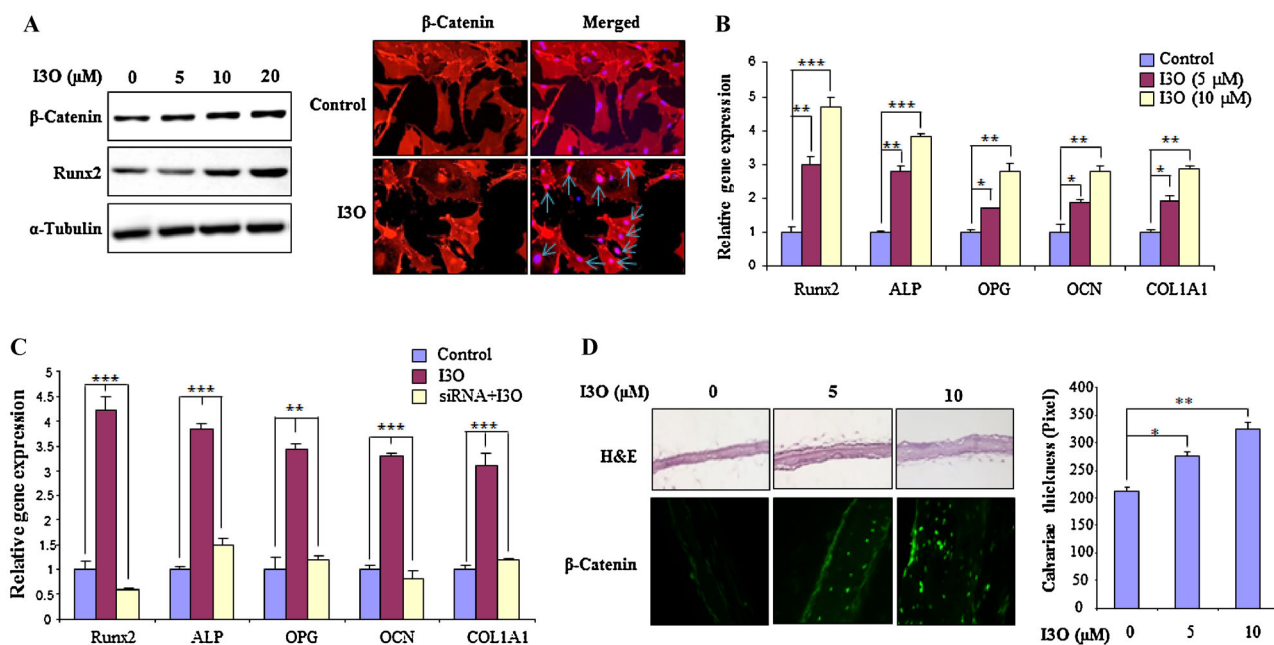 A
I3O (μM) 0 5 10 20
β-Catenin
Runx2
α-Tubulin
β-Catenin Merged
Control
I3O
B
Control
I3O (5 μM)
I3O (10 μM)
Relative gene expression
6
5
4
3
2
1
0
** *** ** *** * ** * ** * **
Runx2 ALP OPG OCN COL1A1
C
Control
I3O
siRNA+I3O
Relative gene expression
5
4.5
4
3.5
3
2.5
2
1.5
1
0.5
0
*** *** ** *** ***
Runx2 ALP OPG OCN COL1A1
D
I3O (μM) 0 5 10
H&E
β-Catenin
Calvariae thickness (Pixel)
400
350
300
250
200
150
100
50
0
* **
I3O (μM) 0 5 10